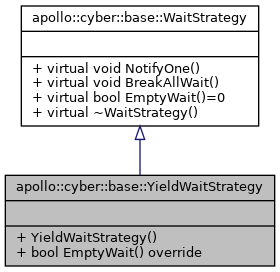 apollo::cyber::base::WaitStrategy
+ virtual void NotifyOne()
+ virtual void BreakAllWait()
+ virtual bool EmptyWait()=0
+ virtual ~WaitStrategy()
apollo::cyber::base::YieldWaitStrategy
+ YieldWaitStrategy()
+ bool EmptyWait() override